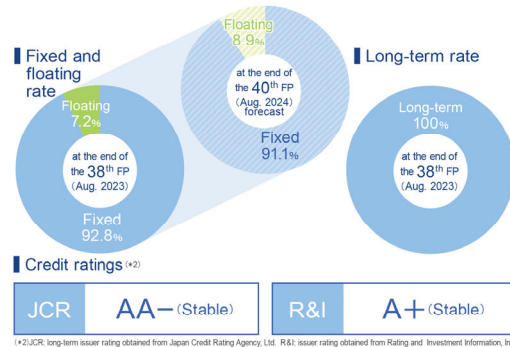 Fixed and
floating
rate
Floating
7.2%
at the end of
the 38th FP
(Aug. 2023)
Fixed
92.8%
Floating
8.9%
at the end of
the 40th FP
(Aug. 2024)
forecast
Fixed
91.1%
Long-term rate
Long-term
100%
at the end of
the 38th FP
(Aug. 2023)
Credit ratings (*2)
JCR AA−(Stable)
R&I A+(Stable)
(*2)JCR: long-term issuer rating obtained from Japan Credit Rating Agency, Ltd. R&I: issuer rating obtained from Rating and Investment Information,